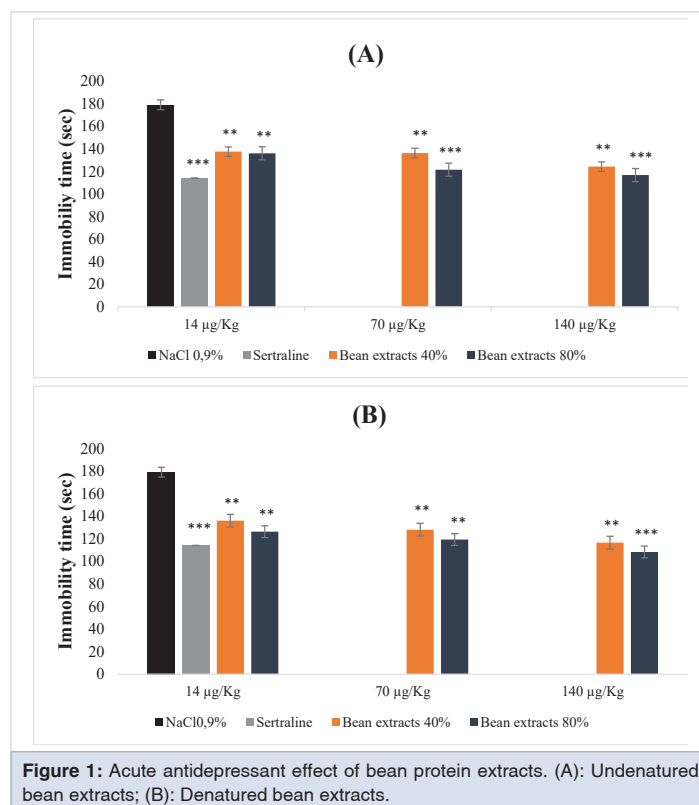 (A)
Immobiliy time (sec)
200
180
160
140
120
100
80
60
40
20
0
***
**
**
**
***
**
***
14 µg/Kg
70 µg/Kg
140 µg/Kg
NaCl 0,9%
Sertraline
Bean extracts 40%
Bean extracts 80%
(B)
Immobility time (sec)
200
180
160
140
120
100
80
60
40
20
0
***
**
**
**
**
**
***
14 µg/Kg
70 µg/Kg
140 µg/Kg
NaCl0,9%
Sertraline
Bean extracts 40%
Bean extracts 80%
Figure 1: Acute antidepressant effect of bean protein extracts. (A): Undenatured
bean extracts; (B): Denatured bean extracts.